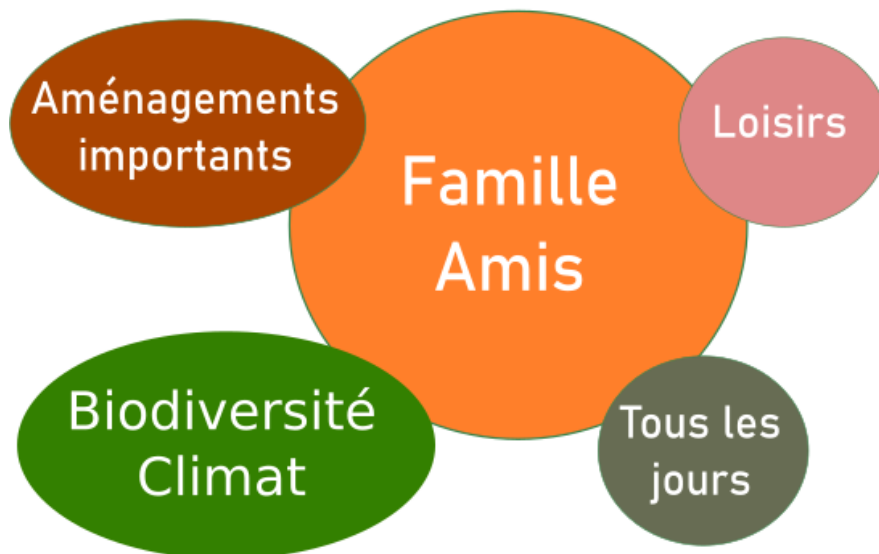 Aménagements
importants
Famille
Amis
Loisirs
Biodiversité
Climat
Tous les
jours